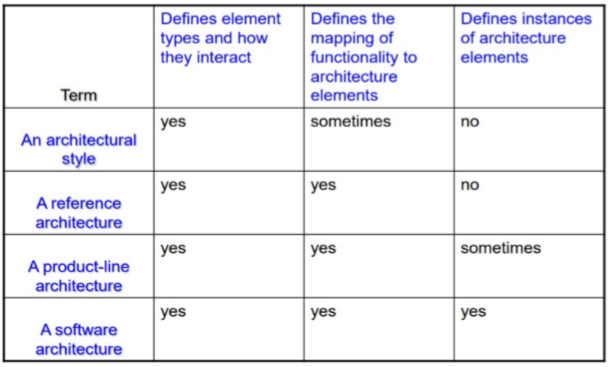 Term
Defines element
types and how
they interact
Defines the
mapping of
functionality to
architecture
elements
Defines instances
of architecture
elements
An architectural
style
yes
sometimes
no
A reference
architecture
yes
yes
no
A product-line
architecture
yes
yes
sometimes
A software
architecture
yes
yes
yes